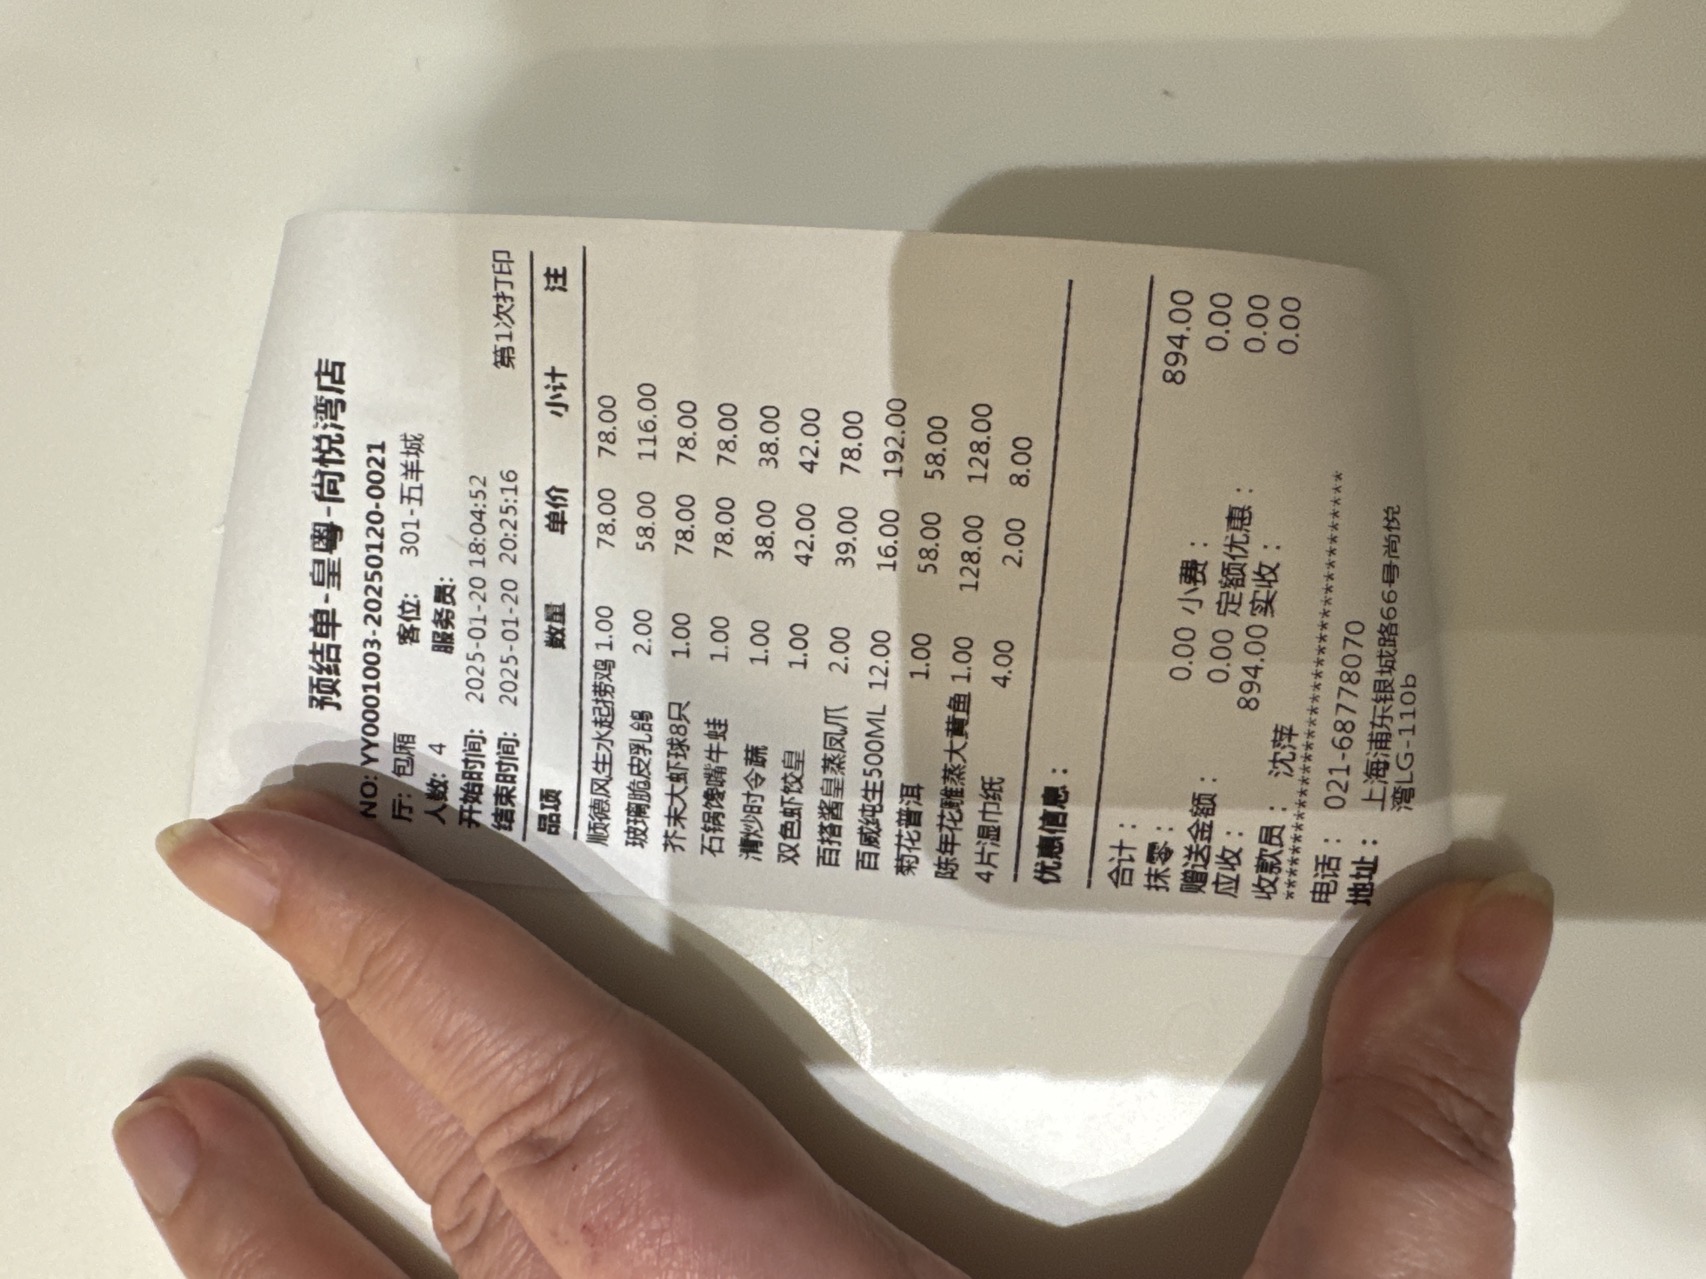 预结单-皇粤-尚悦湾店
NO: YY0001003-20250120-0021
厅: 包厢 客位: 301-五羊城
人数: 4 服务员:
开始时间: 2025-01-20 18:04:52
结束时间: 2025-01-20 20:25:16 第1次打印
品项 数量 单价 小计 注
顺德风生水起捞鸡 1.00 78.00 78.00
玻璃脆皮乳鸽 2.00 58.00 116.00
芥末大虾球8只 1.00 78.00 78.00
石锅馋嘴牛蛙 1.00 78.00 78.00
清炒时令蔬 1.00 38.00 38.00
双色虾饺皇 1.00 42.00 42.00
百搭酱皇蒸凤爪 2.00 39.00 78.00
百威纯生500ML 12.00 16.00 192.00
菊花普洱 1.00 58.00 58.00
陈年花雕蒸大黄鱼 1.00 128.00 128.00
4片湿巾纸 4.00 2.00 8.00
优惠信息：
合计： 894.00
抹零： 0.00 小费： 0.00
赠送金额： 0.00 定额优惠： 0.00
应收： 894.00 实收： 0.00
收款员： 沈萍
****************************************
电话： 021-68778070
地址： 上海浦东银城路66号尚悦
湾LG-110b